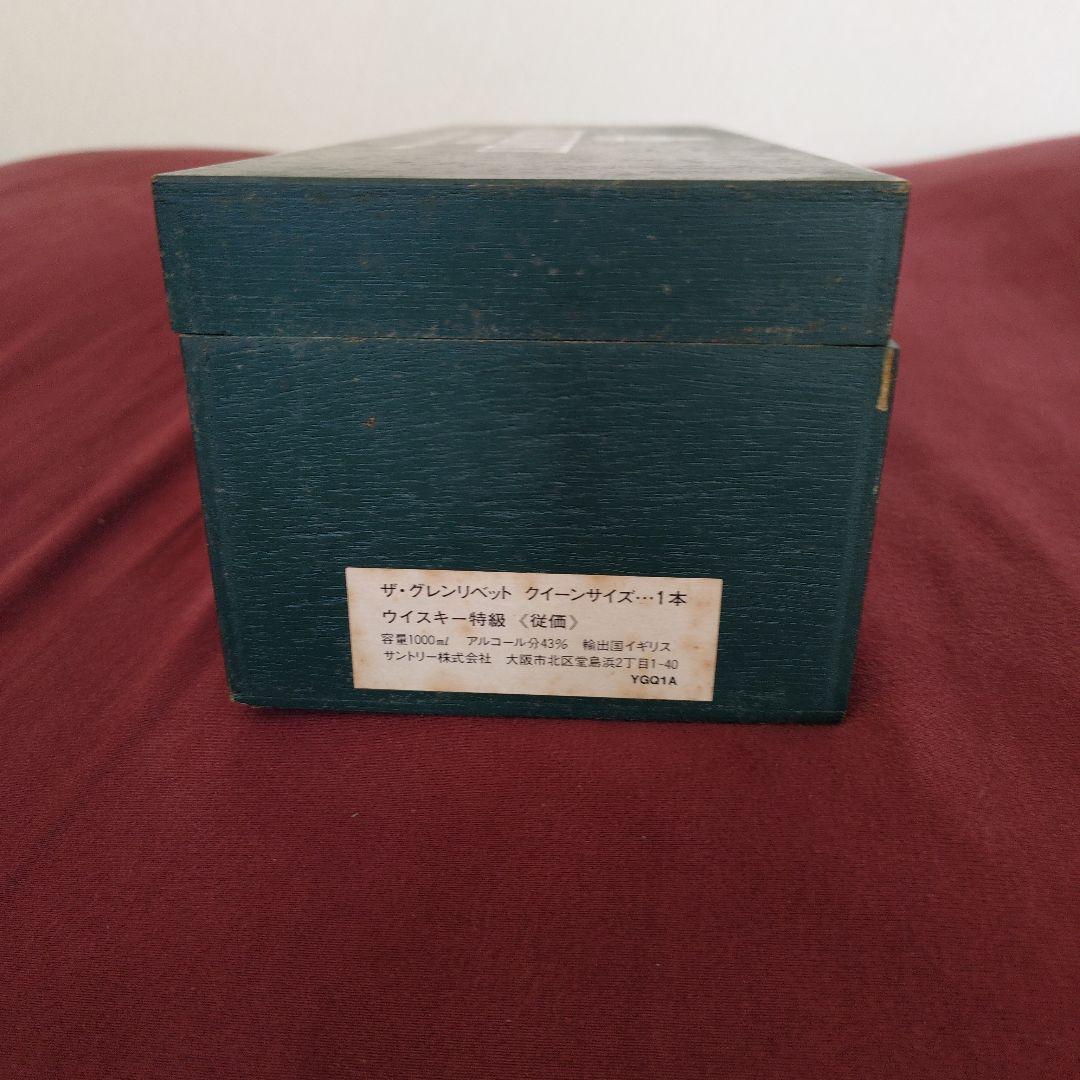 ザ・グレンリベット クイーンサイズ…1本
ウイスキー特級《従価》
容量1000㎖ アルコール分43% 輸出国イギリス
サントリー株式会社 大阪市北区堂島浜2丁目1-40
YGQ1A